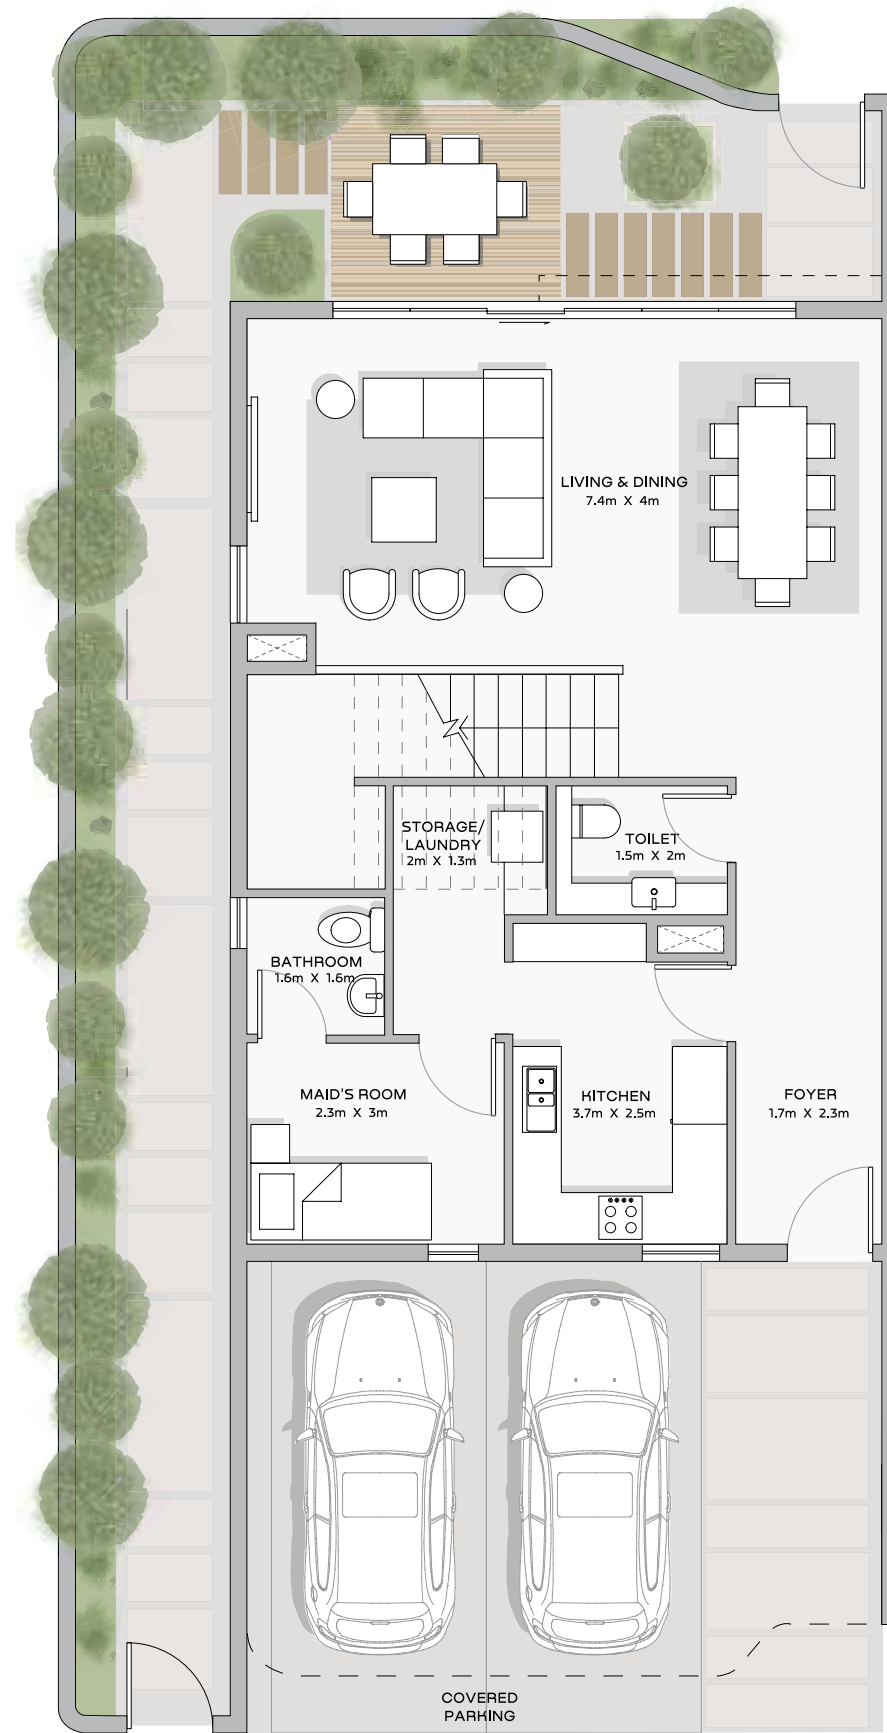 LIVING & DINING
7.4m X 4m
STORAGE/
LAUNDRY
2m X 1.3m
TOILET
1.5m X 2m
BATHROOM
1.6m X 1.6m
MAID'S ROOM
2.3m X 3m
KITCHEN
3.7m X 2.5m
FOYER
1.7m X 2.3m
COVERED
PARKING